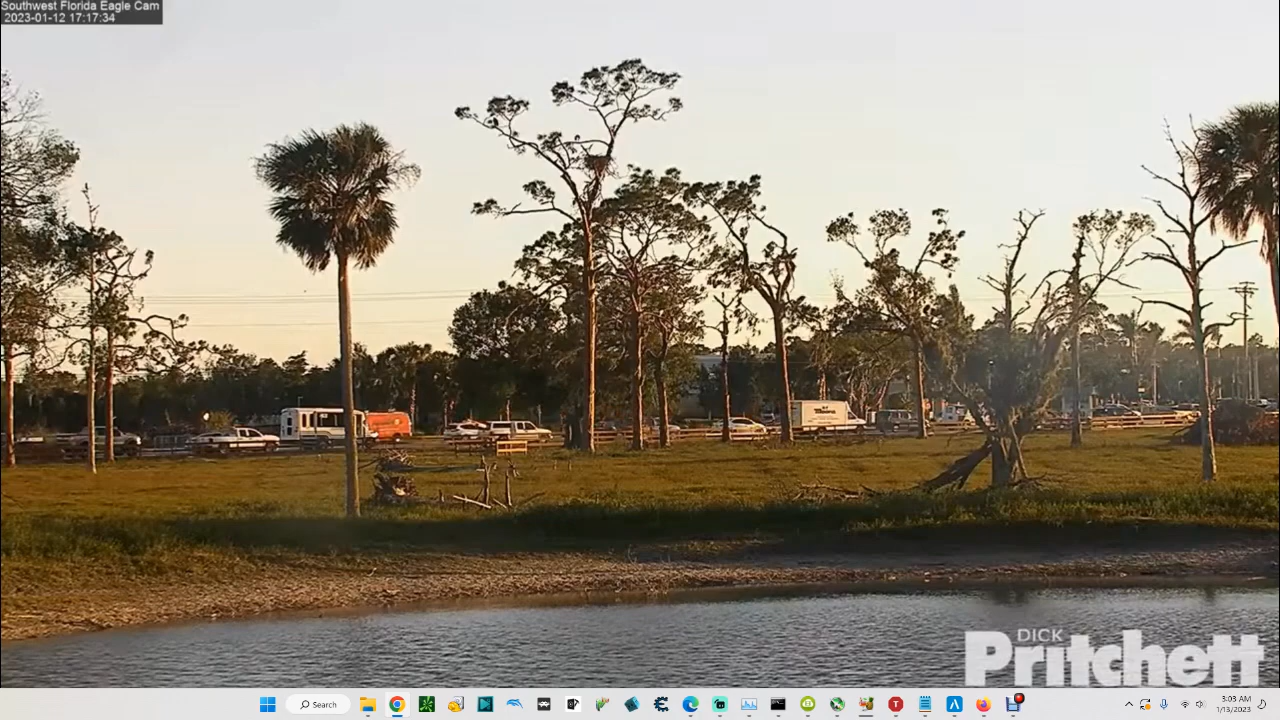 Southwest Florida Eagle Cam
2023-01-12 17:17:34
DICK
Pritchett
Search
3:03 AM
1/13/2023